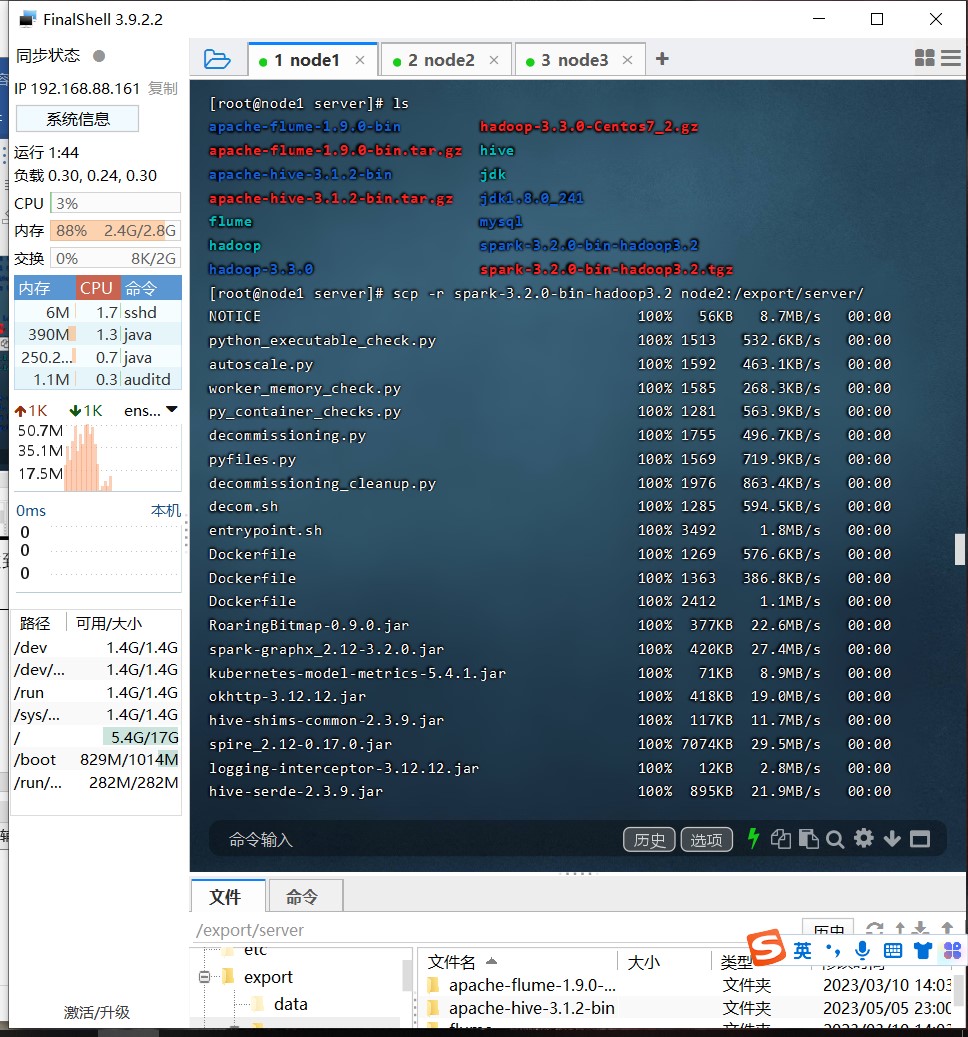 FinalShell 3.9.2.2
同步状态
IP 192.168.88.161 复制
系统信息
运行 1:44
负载 0.30, 0.24, 0.30
CPU 3%
内存 88% 2.4G/2.8G
交换 0% 8K/2G
内存 CPU 命令
6M 1.7 sshd
390M 1.3 java
250.2... 0.7 java
1.1M 0.3 auditd
1K 1K ens...
50.7M
35.1M
17.5M
0ms 本机
0
0
0
路径 可用/大小
/dev 1.4G/1.4G
/dev/... 1.4G/1.4G
/run 1.4G/1.4G
/sys/... 1.4G/1.4G
/ 5.4G/17G
/boot 829M/1014M
/run/... 282M/282M
激活/升级
1 node1 × 2 node2 × 3 node3 × +
[root@node1 server]# ls
apache-flume-1.9.0-bin hadoop-3.3.0-Centos7_2.gz
apache-flume-1.9.0-bin.tar.gz hive
apache-hive-3.1.2-bin jdk
apache-hive-3.1.2-bin.tar.gz jdk1.8.0_241
flume mysql
hadoop spark-3.2.0-bin-hadoop3.2
hadoop-3.3.0 spark-3.2.0-bin-hadoop3.2.tgz
[root@node1 server]# scp -r spark-3.2.0-bin-hadoop3.2 node2:/export/server/
NOTICE 100% 56KB 8.7MB/s 00:00
python_executable_check.py 100% 1513 532.6KB/s 00:00
autoscale.py 100% 1592 463.1KB/s 00:00
worker_memory_check.py 100% 1585 268.3KB/s 00:00
py_container_checks.py 100% 1281 563.9KB/s 00:00
decommissioning.py 100% 1755 496.7KB/s 00:00
pyfiles.py 100% 1569 719.9KB/s 00:00
decommissioning_cleanup.py 100% 1976 863.4KB/s 00:00
decom.sh 100% 1285 594.5KB/s 00:00
entrypoint.sh 100% 3492 1.8MB/s 00:00
Dockerfile 100% 1269 576.6KB/s 00:00
Dockerfile 100% 1363 386.8KB/s 00:00
Dockerfile 100% 2412 1.1MB/s 00:00
RoaringBitmap-0.9.0.jar 100% 377KB 22.6MB/s 00:00
spark-graphx_2.12-3.2.0.jar 100% 420KB 27.4MB/s 00:00
kubernetes-model-metrics-5.4.1.jar 100% 71KB 8.9MB/s 00:00
okhttp-3.12.12.jar 100% 418KB 19.0MB/s 00:00
hive-shims-common-2.3.9.jar 100% 117KB 11.7MB/s 00:00
spire_2.12-0.17.0.jar 100% 7074KB 29.5MB/s 00:00
logging-interceptor-3.12.12.jar 100% 12KB 2.8MB/s 00:00
hive-serde-2.3.9.jar 100% 895KB 21.9MB/s 00:00
命令输入 历史 选项
文件 命令
/export/server 历史
etc
export
data
文件名 大小 类型 修改时间
apache-flume-1.9.0-... 文件夹 2023/03/10 14:03
apache-hive-3.1.2-bin 文件夹 2023/05/05 23:00
flume 文件夹 2023/03/10 14:03
S 英